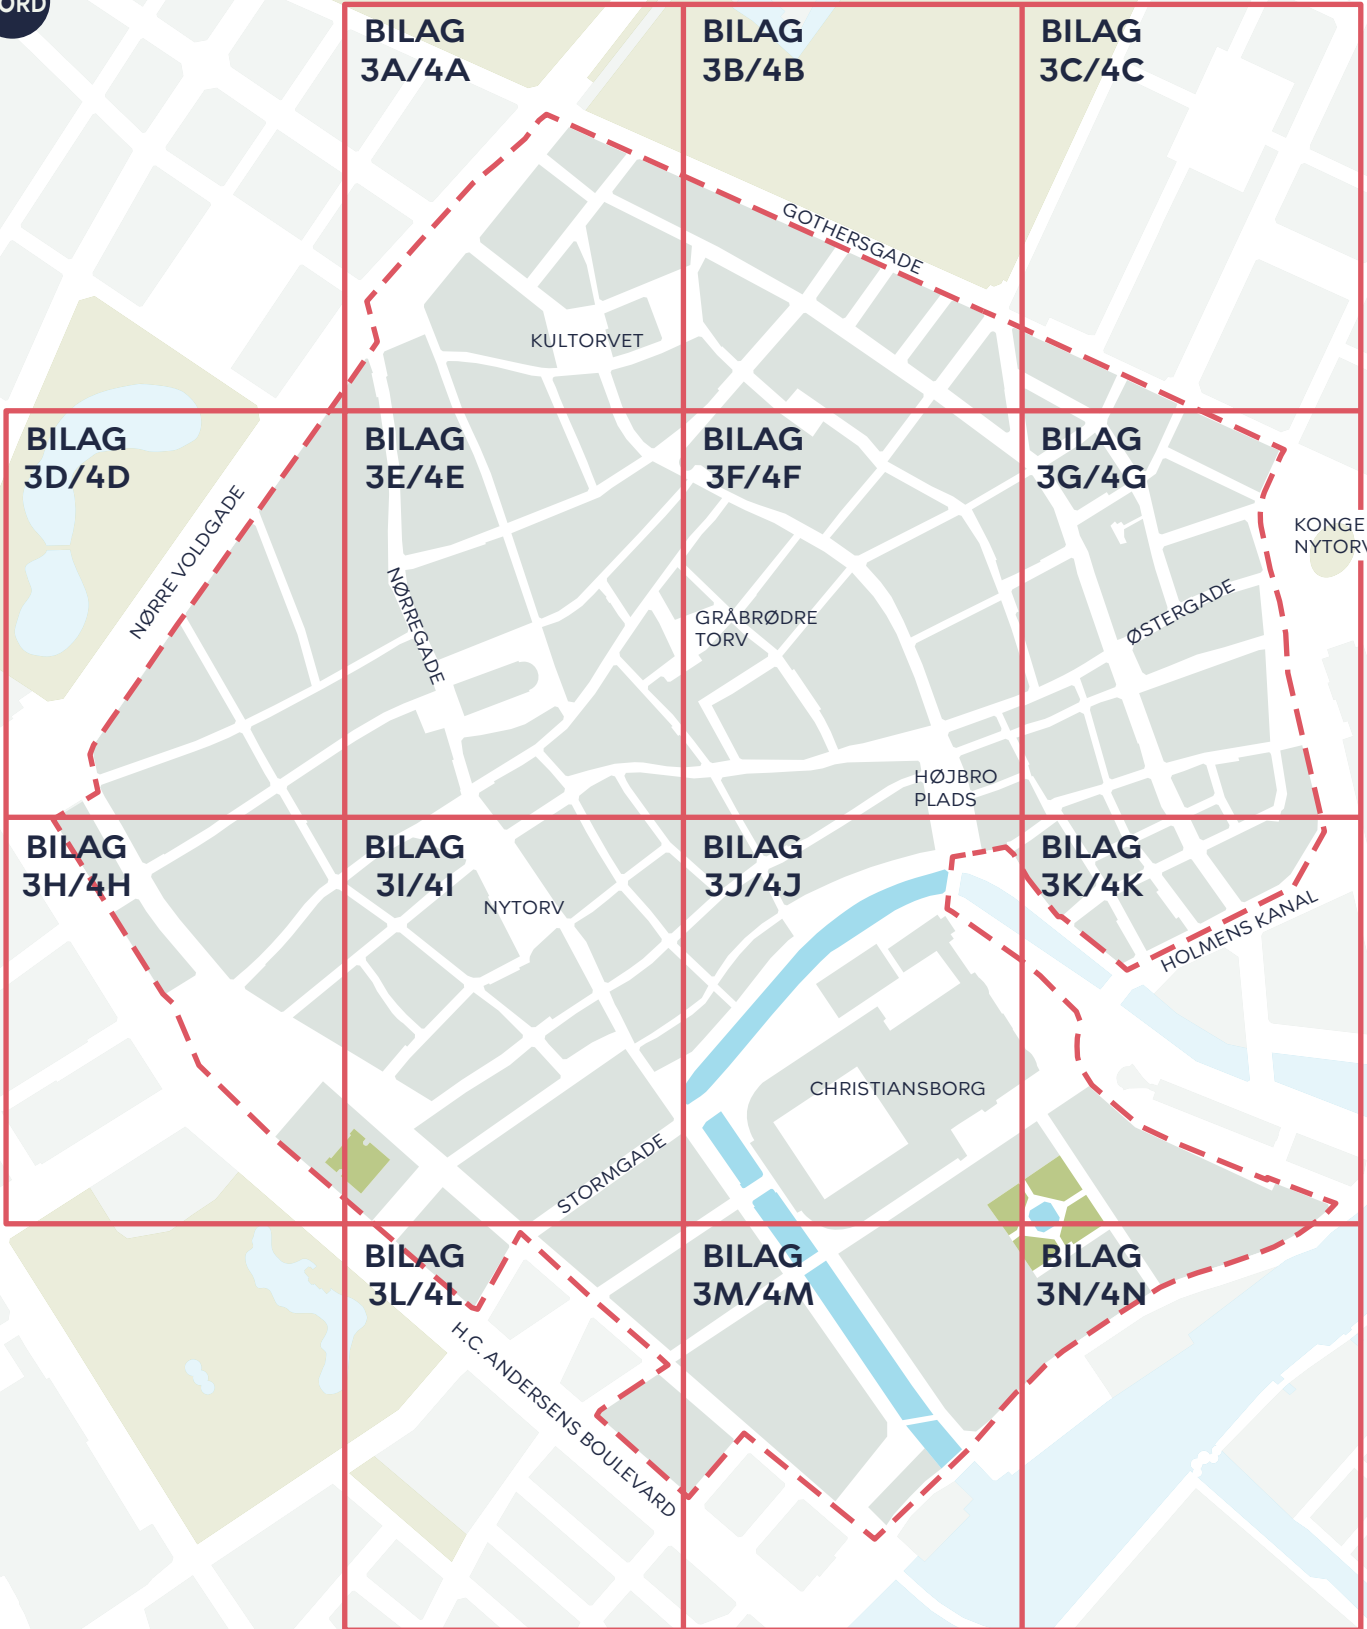 ORD
BILAG
3A/4A
BILAG
3B/4B
BILAG
3C/4C
GOTHERSGADE
KULTORVET
BILAG
3D/4D
BILAG
3E/4E
BILAG
3F/4F
BILAG
3G/4G
NØRRE VOLDGADE
NØRREGADE
GRÅBRØDRE
TORV
ØSTERGADE
KONGE
NYTORV
HØJBRO
PLADS
BILAG
3H/4H
BILAG
3I/4I
BILAG
3J/4J
BILAG
3K/4K
NYTORV
HOLMENS KANAL
CHRISTIANSBORG
STORMGADE
BILAG
3L/4L
BILAG
3M/4M
BILAG
3N/4N
H.C. ANDERSENS BOULEVARD